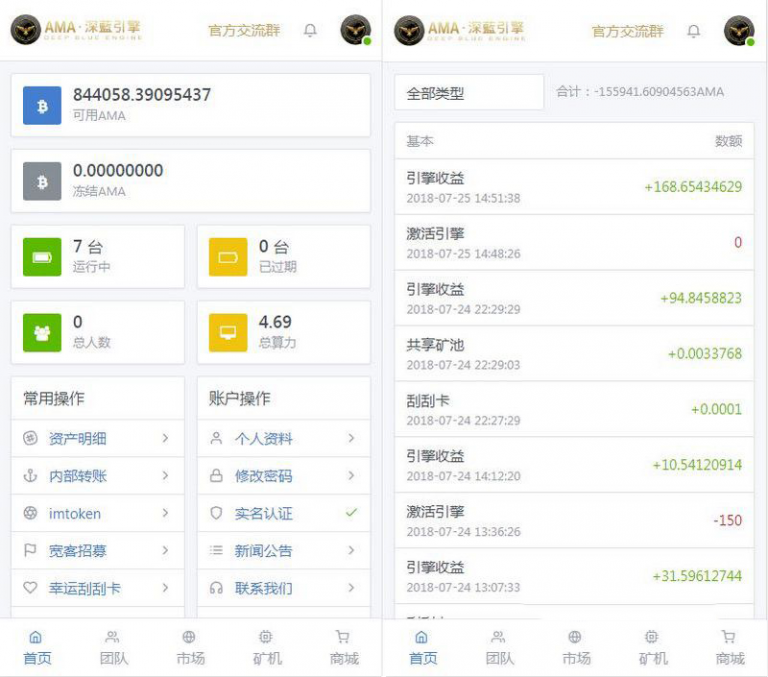 AMA·深藍引擎
DEEP BLUE ENGINE
官方交流群
844058.39095437
可用AMA
0.00000000
冻结AMA
7 台
运行中
0 台
已过期
0
总人数
4.69
总算力
常用操作
资产明细
内部转账
imtoken
宽客招募
幸运刮刮卡
账户操作
个人资料
修改密码
实名认证
新闻公告
联系我们
首页
团队
市场
矿机
商城
AMA·深藍引擎
DEEP BLUE ENGINE
官方交流群
全部类型
合计：-155941.60904563AMA
基本 数额
引擎收益
+168.65434629
2018-07-25 14:51:38
激活引擎
0
2018-07-25 14:48:26
引擎收益
+94.8458823
2018-07-24 22:29:29
共享矿池
+0.0033768
2018-07-24 22:29:03
刮刮卡
+0.0001
2018-07-24 22:27:29
引擎收益
+10.54120914
2018-07-24 14:12:20
激活引擎
-150
2018-07-24 13:36:26
引擎收益
+31.59612744
2018-07-24 13:07:33
首页
团队
市场
矿机
商城